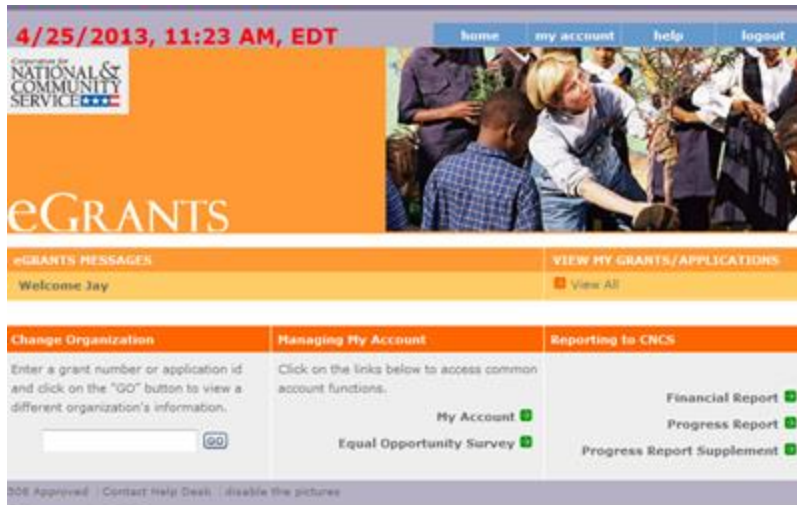 4/25/2013, 11:23 AM, EDT
home my account help logout
Corporation for
NATIONAL&
COMMUNITY
SERVICE
eGRANTS
eGRANTS MESSAGES
VIEW MY GRANTS/APPLICATIONS
Welcome Jay
View All
Change Organization
Enter a grant number or application id
and click on the "GO" button to view a
different organization's information.
GO
Managing My Account
Click on the links below to access common
account functions.
My Account
Equal Opportunity Survey
Reporting to CNCS
Financial Report
Progress Report
Progress Report Supplement
508 Approved | Contact Help Desk | disable the pictures